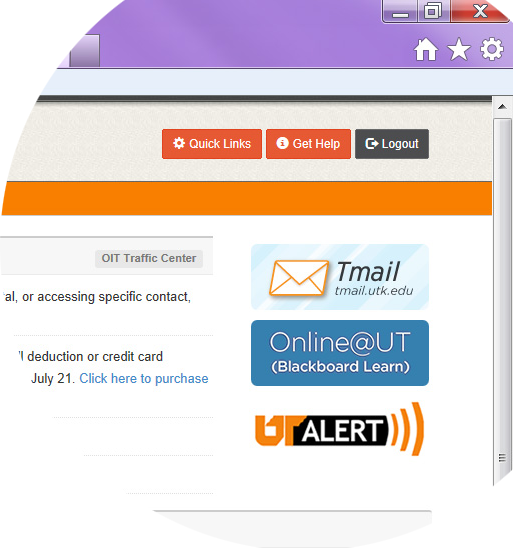 Quick Links
Get Help
Logout
OIT Traffic Center
al, or accessing specific contact,
deduction or credit card
July 21. Click here to purchase
Tmail
tmail.utk.edu
Online@UT
(Blackboard Learn)
UT ALERT